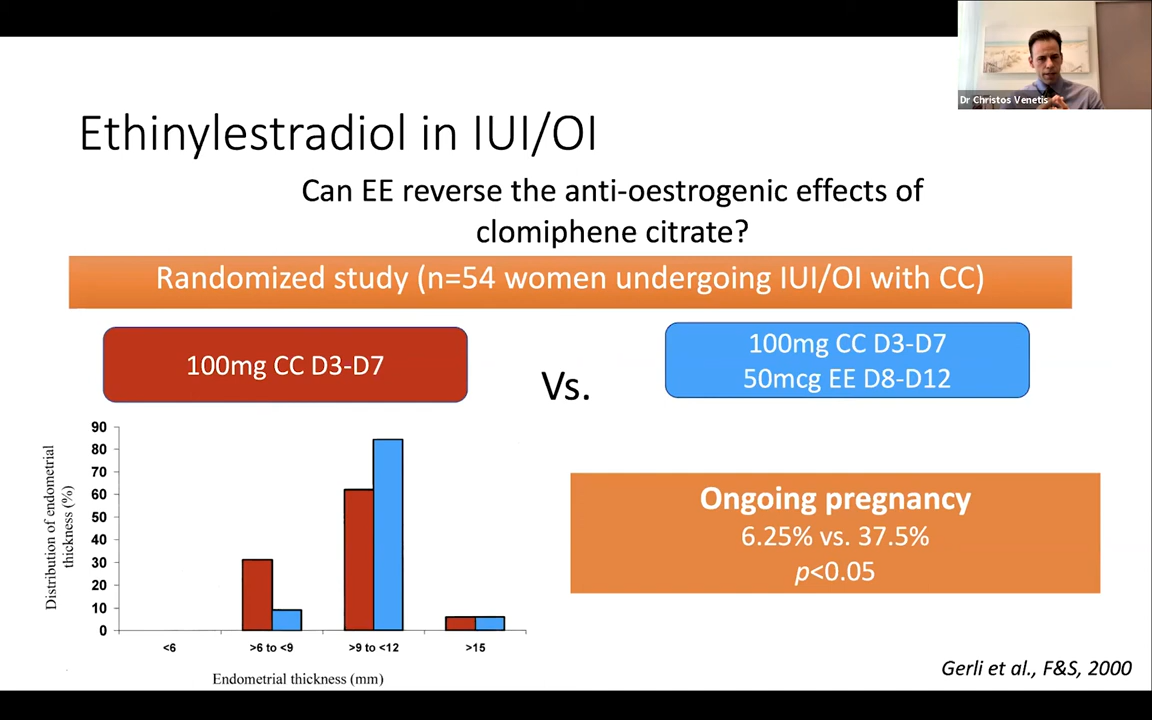 Dr Christos Venetis
Ethinylestradiol in IUI/OI
Can EE reverse the anti-oestrogenic effects of
clomiphene citrate?
Randomized study (n=54 women undergoing IUI/OI with CC)
100mg CC D3-D7
Vs.
100mg CC D3-D7
50mcg EE D8-D12
Distribution of endometrial
thickness (%)
90
80
70
60
50
40
30
20
10
0
<6
>6 to <9
>9 to <12
>15
Endometrial thickness (mm)
Ongoing pregnancy
6.25% vs. 37.5%
p<0.05
Gerli et al., F&S, 2000